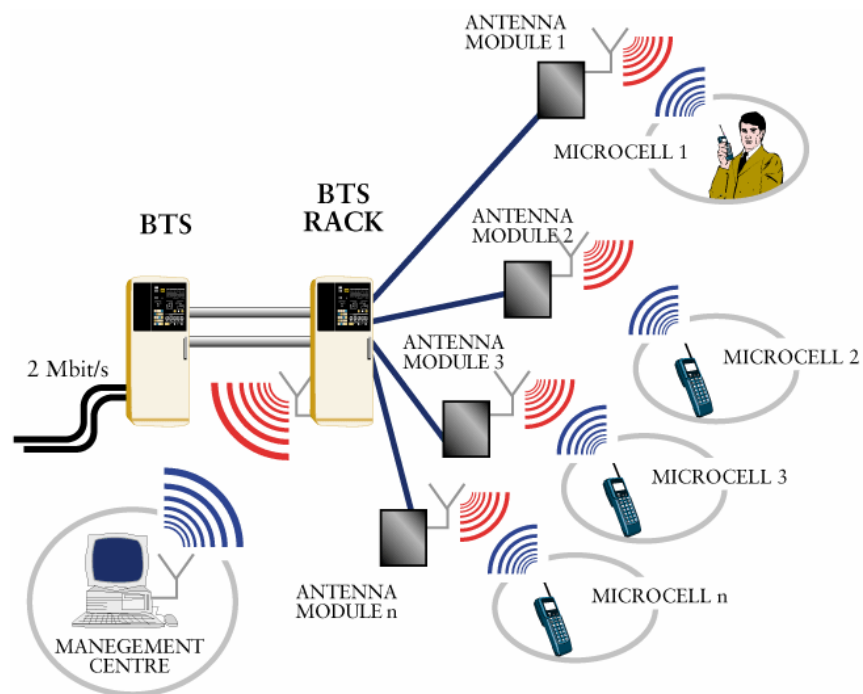 ANTENNA
MODULE 1
MICROCELL 1
BTS
RACK
BTS
ANTENNA
MODULE 2
ANTENNA
MODULE 3
MICROCELL 2
2 Mbit/s
MICROCELL 3
ANTENNA
MODULE n
MICROCELL n
MANEGEMENT
CENTRE